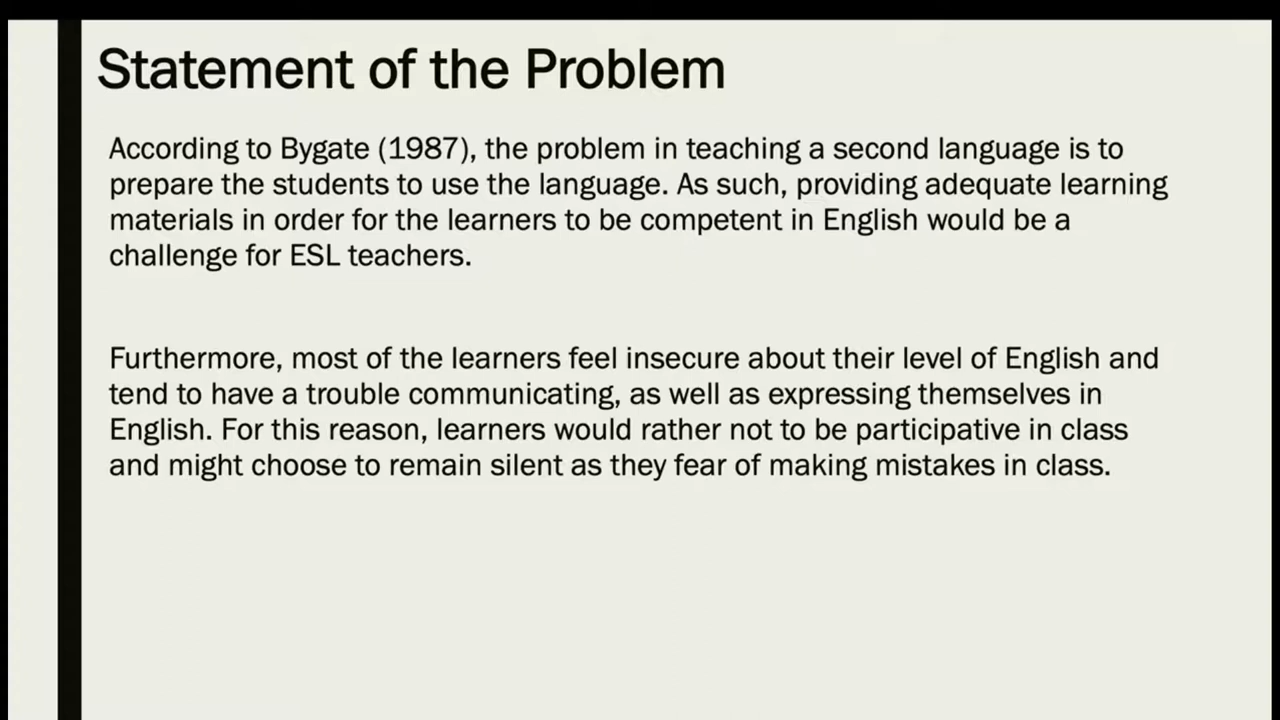 Statement of the Problem
According to Bygate (1987), the problem in teaching a second language is to
prepare the students to use the language. As such, providing adequate learning
materials in order for the learners to be competent in English would be a
challenge for ESL teachers.
Furthermore, most of the learners feel insecure about their level of English and
tend to have a trouble communicating, as well as expressing themselves in
English. For this reason, learners would rather not to be participative in class
and might choose to remain silent as they fear of making mistakes in class.